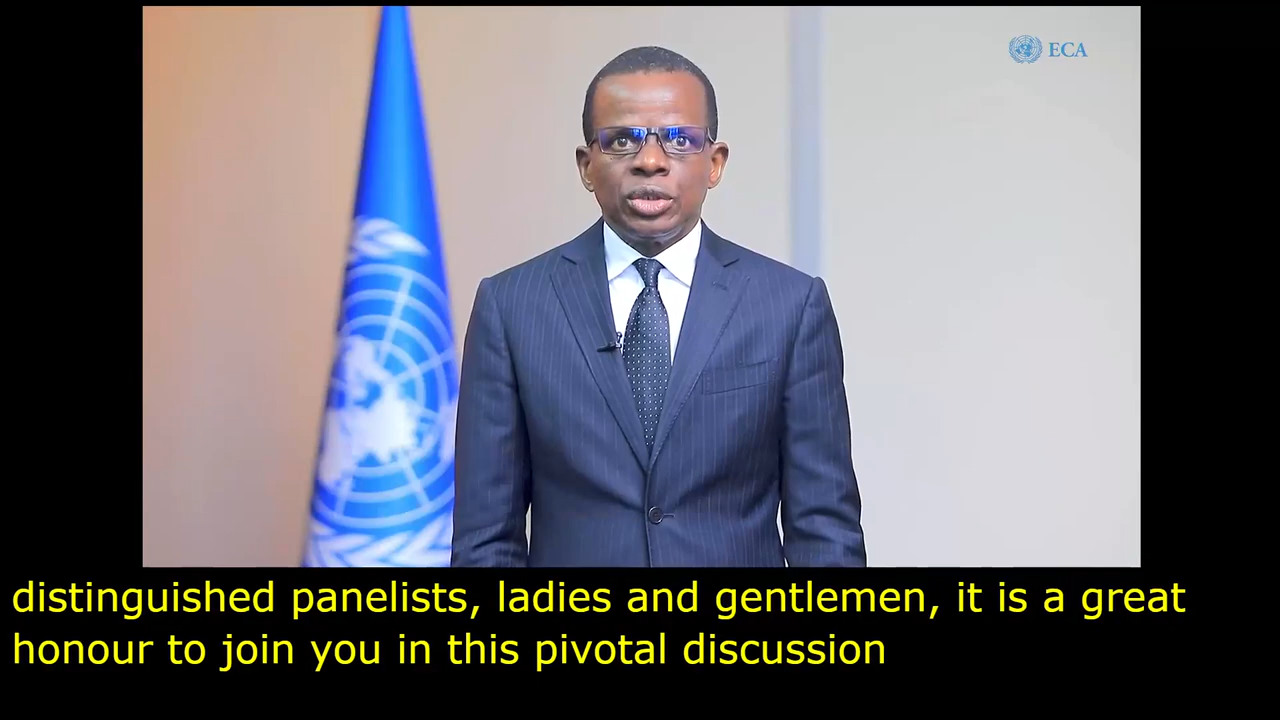 ECA
distinguished panelists, ladies and gentlemen, it is a great
honour to join you in this pivotal discussion